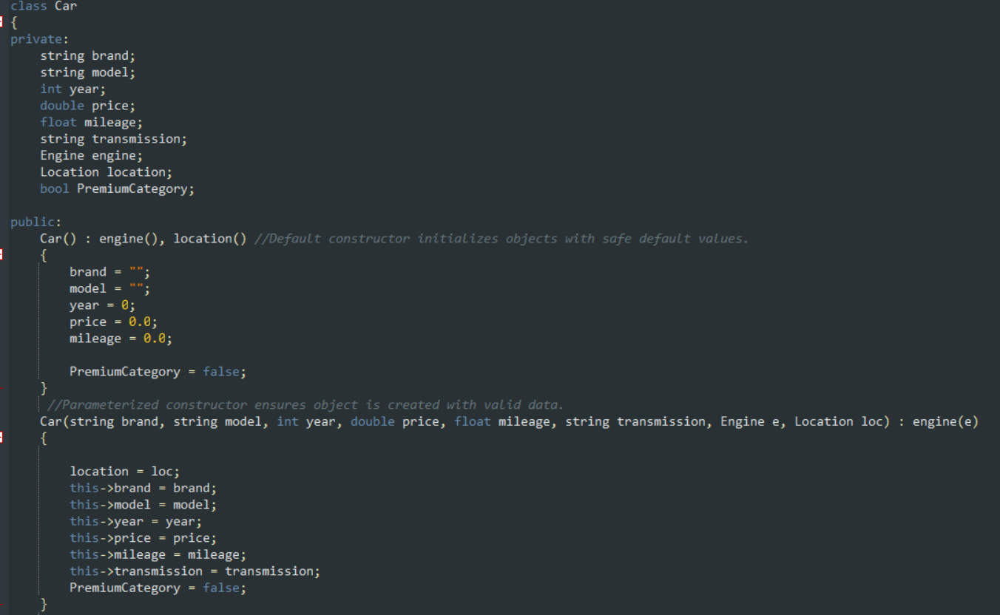 class Car
{
private:
    string brand;
    string model;
    int year;
    double price;
    float mileage;
    string transmission;
    Engine engine;
    Location location;
    bool PremiumCategory;

public:
    Car() : engine(), location() //Default constructor initializes objects with safe default values.
    {
        brand = "";
        model = "";
        year = 0;
        price = 0.0;
        mileage = 0.0;

        PremiumCategory = false;
    }
     //Parameterized constructor ensures object is created with valid data.
    Car(string brand, string model, int year, double price, float mileage, string transmission, Engine e, Location loc) : engine(e)
    {

        location = loc;
        this->brand = brand;
        this->model = model;
        this->year = year;
        this->price = price;
        this->mileage = mileage;
        this->transmission = transmission;
        PremiumCategory = false;
    }